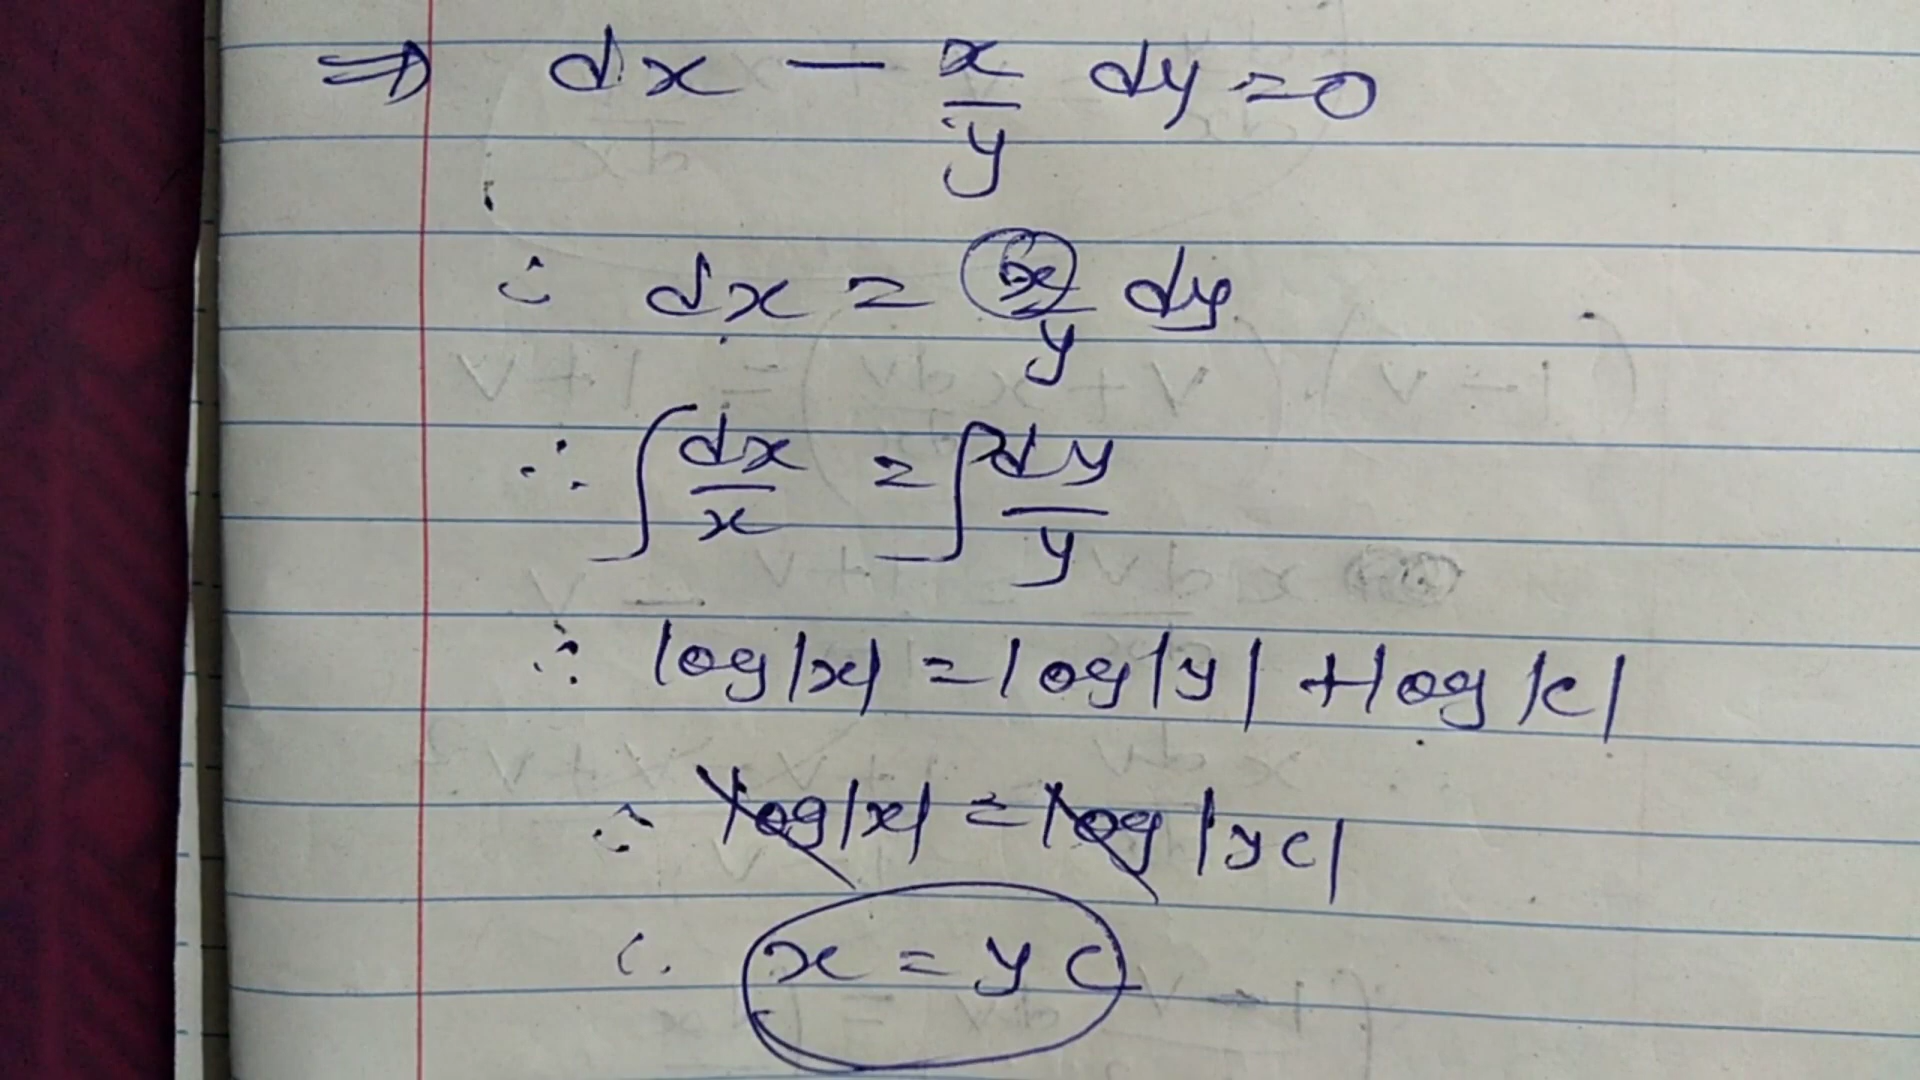 ⇒ dx − x/y dy = 0
∴ dx = x/y dy
∴ ∫ dx/x = ∫ dy/y
∴ log|x| = log|y| + log|c|
∴ log|x| = log|yc|
∴ x = yc